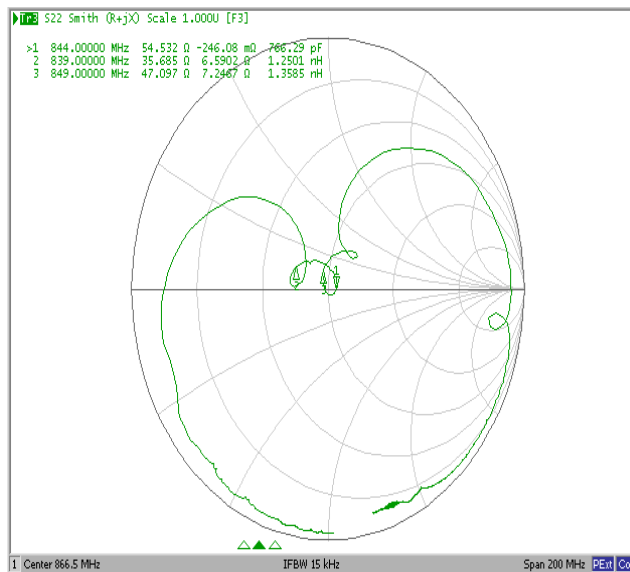 Tr3 S22 Smith (R+jX) Scale 1.000U [F3]
>1 844.00000 MHz 54.532 Ω -246.08 mΩ 766.29 pF
2 839.00000 MHz 35.685 Ω 6.5902 Ω 1.2501 nH
3 849.00000 MHz 47.097 Ω 7.2467 Ω 1.3585 nH
1 Center 866.5 MHz IFBW 15 kHz Span 200 MHz PExt Co